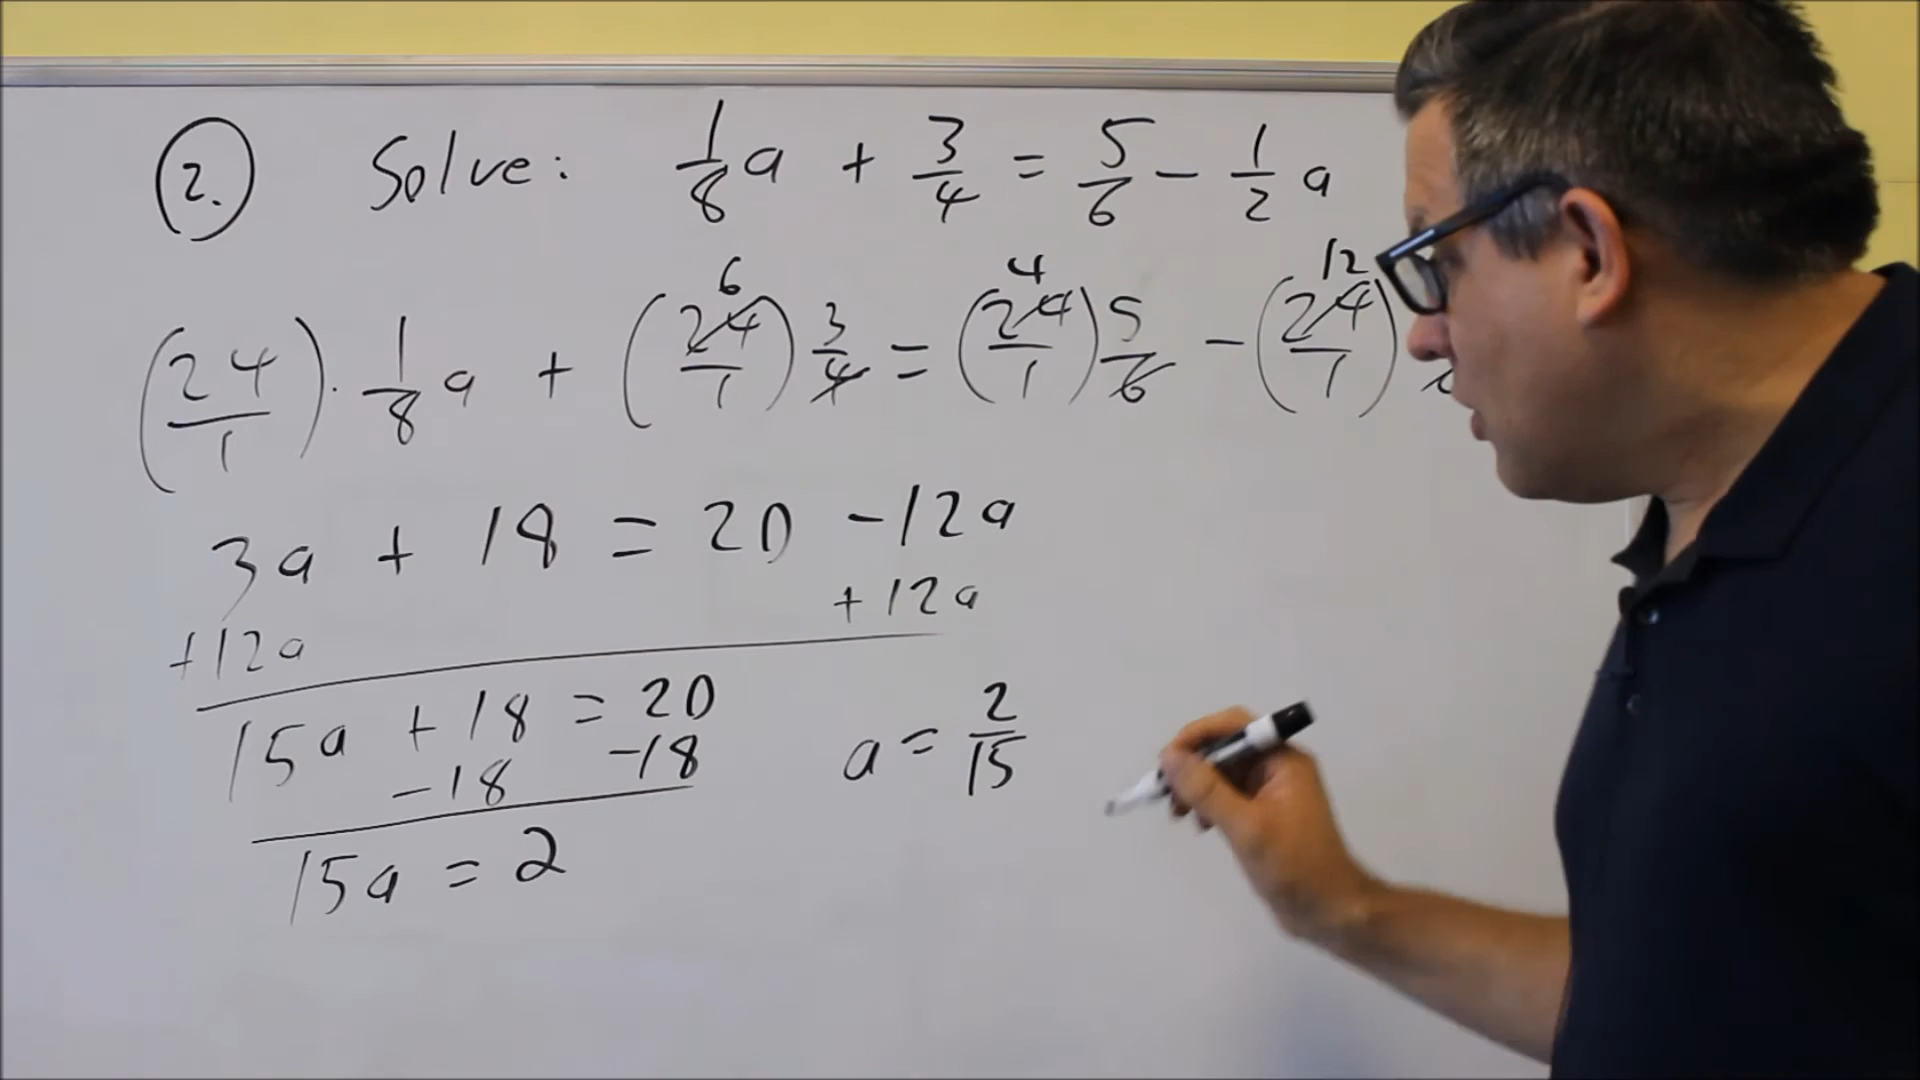 2. Solve: 1/8 a + 3/4 = 5/6 - 1/2 a
(24/1) · 1/8 a + (24/1) 3/4 = (24/1) 5/6 - (24/1)
6 4 12
3a + 18 = 20 - 12a
+12a +12a
15a + 18 = 20
-18 -18
15a = 2
a = 2/15